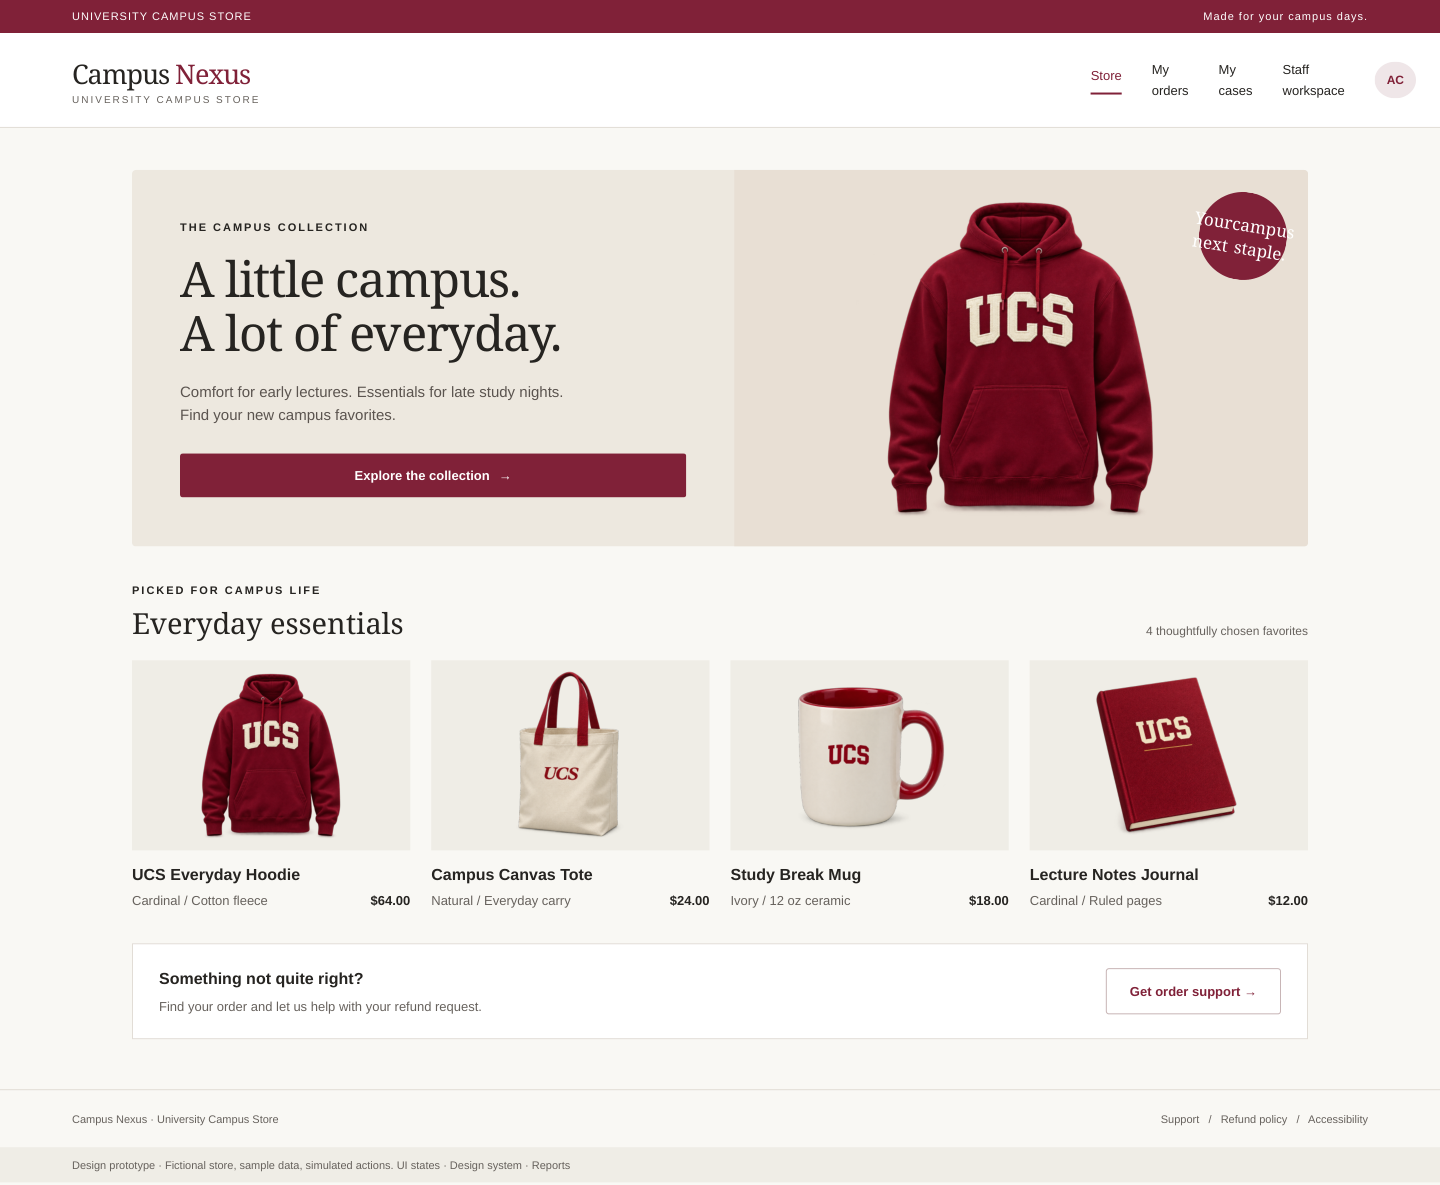 UNIVERSITY CAMPUS STORE
Made for your campus days.
Campus Nexus
UNIVERSITY CAMPUS STORE
Store
My
orders
My
cases
Staff
workspace
AC
THE CAMPUS COLLECTION
A little campus.
A lot of everyday.
Comfort for early lectures. Essentials for late study nights.
Find your new campus favorites.
Explore the collection →
UCS
Yourcampus
next staple.
PICKED FOR CAMPUS LIFE
Everyday essentials
4 thoughtfully chosen favorites
UCS
UCS
UCS
UCS
UCS Everyday Hoodie
Cardinal / Cotton fleece
$64.00
Campus Canvas Tote
Natural / Everyday carry
$24.00
Study Break Mug
Ivory / 12 oz ceramic
$18.00
Lecture Notes Journal
Cardinal / Ruled pages
$12.00
Something not quite right?
Find your order and let us help with your refund request.
Get order support →
Campus Nexus · University Campus Store
Support / Refund policy / Accessibility
Design prototype · Fictional store, sample data, simulated actions. UI states · Design system · Reports